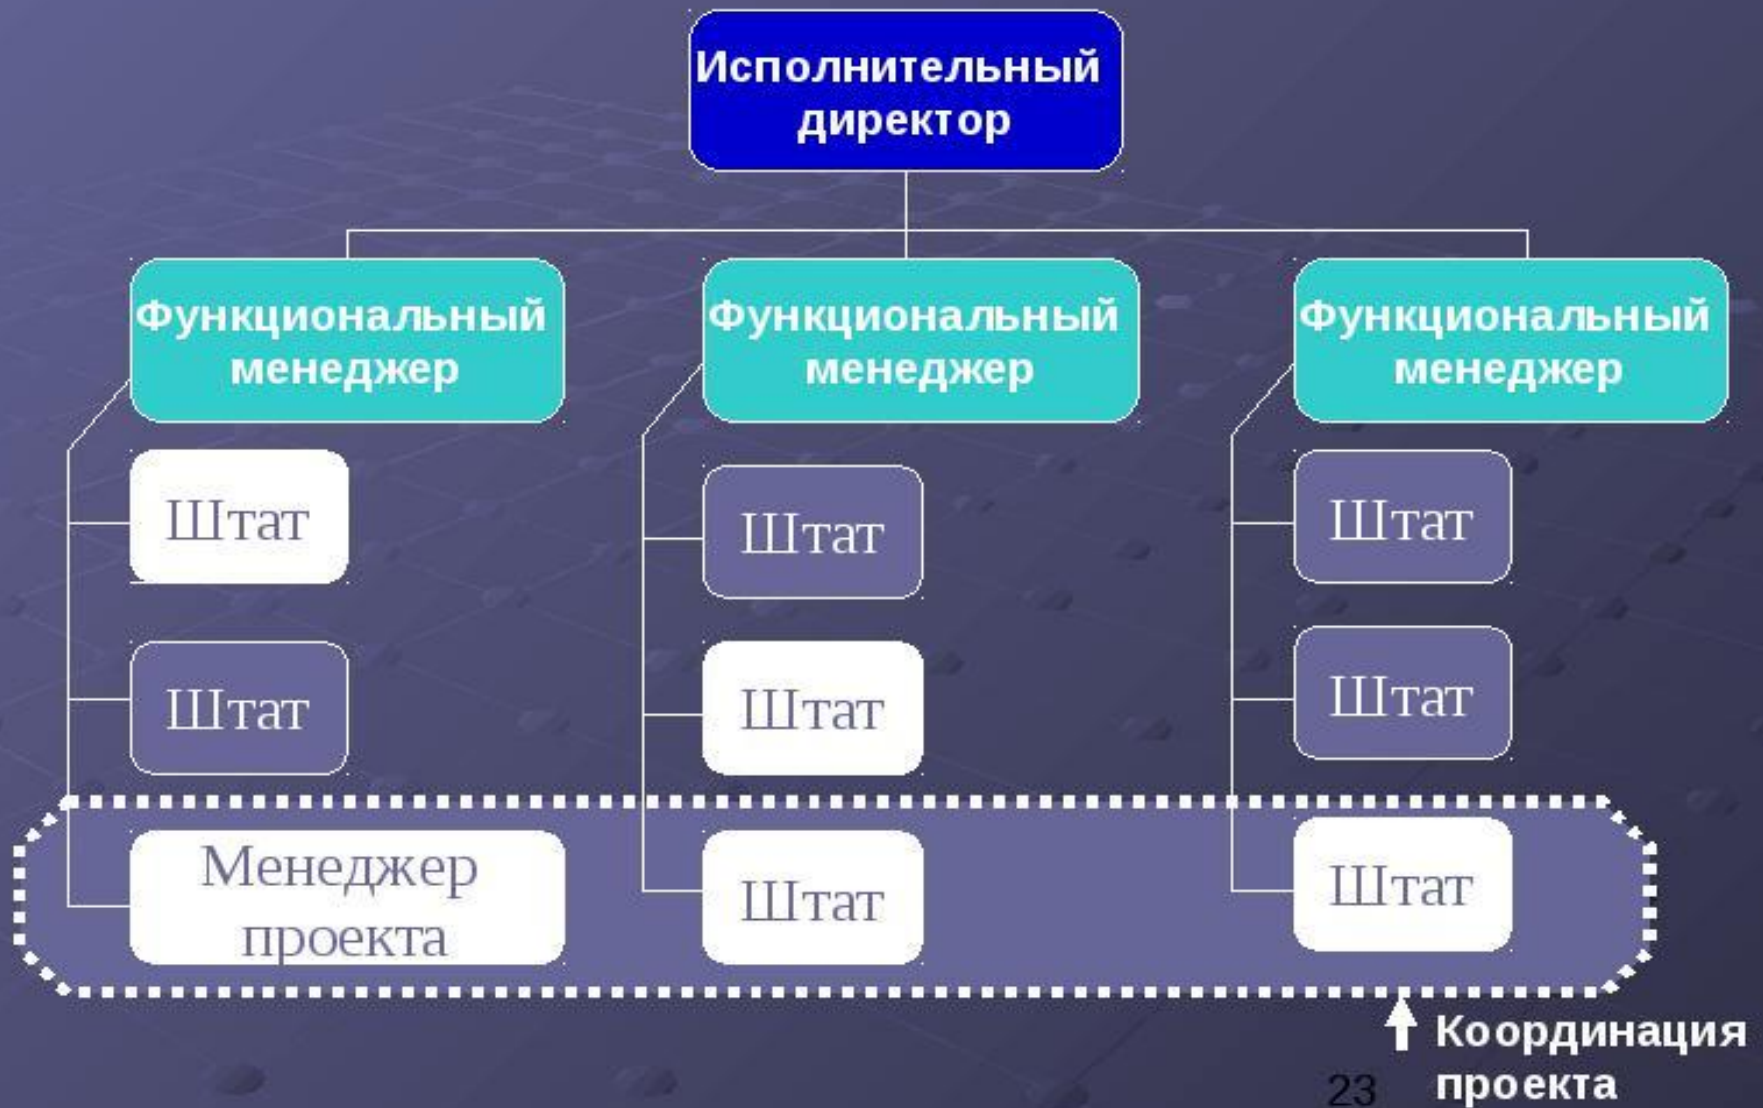 Исполнительный
директор
Функциональный
менеджер
Функциональный
менеджер
Функциональный
менеджер
Штат
Штат
Штат
Штат
Штат
Штат
Менеджер
проекта
Штат
Штат
Координация
проекта
23